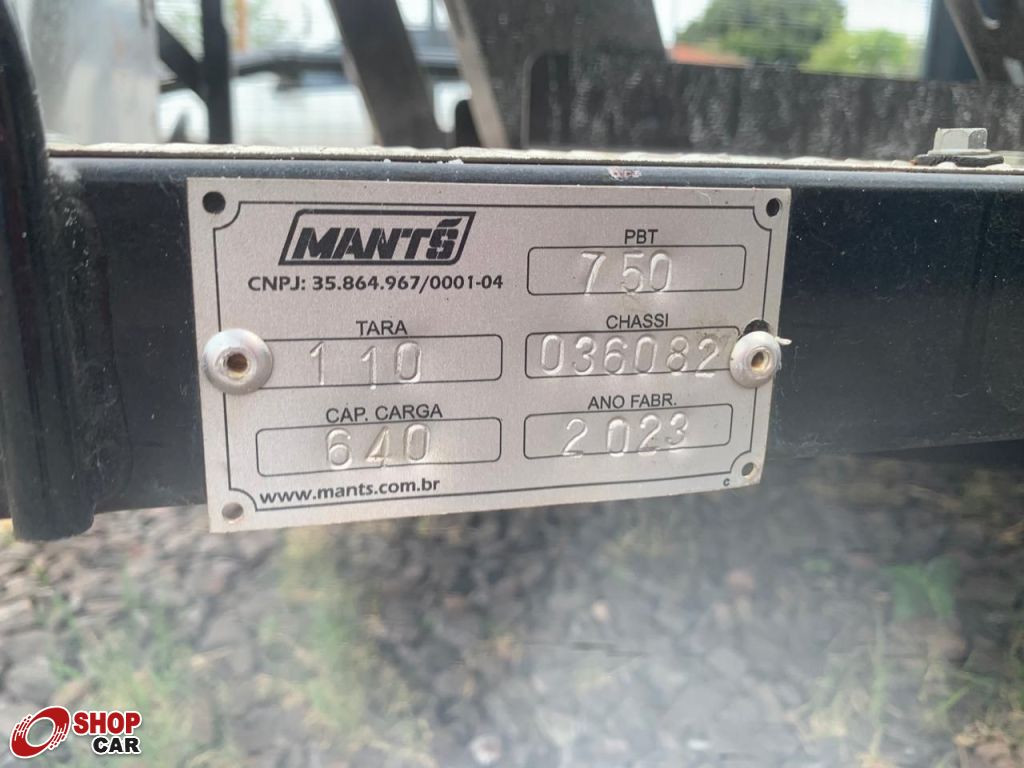 MANTS
CNPJ: 35.864.967/0001-04
PBT
750
TARA
110
CHASSI
036082
CAP. CARGA
640
ANO FABR.
2023
www.mants.com.br
C
SHOP
CAR